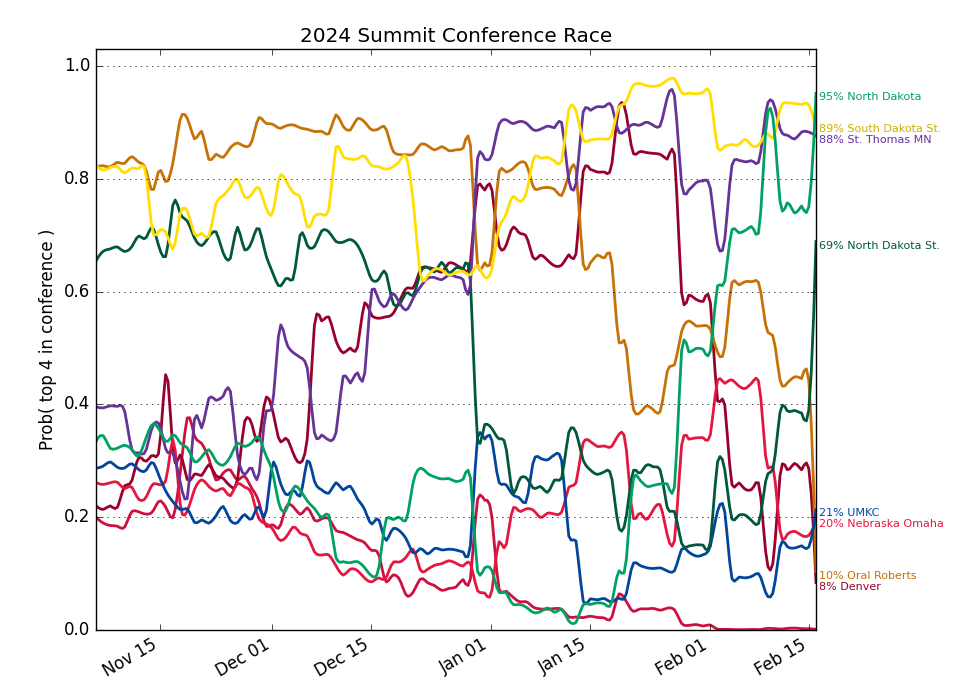 2024 Summit Conference Race
Prob( top 4 in conference )
1.0
0.8
0.6
0.4
0.2
0.0
Nov 15
Dec 01
Dec 15
Jan 01
Jan 15
Feb 01
Feb 15
95% North Dakota
89% South Dakota St.
88% St. Thomas MN
69% North Dakota St.
21% UMKC
20% Nebraska Omaha
10% Oral Roberts
8% Denver